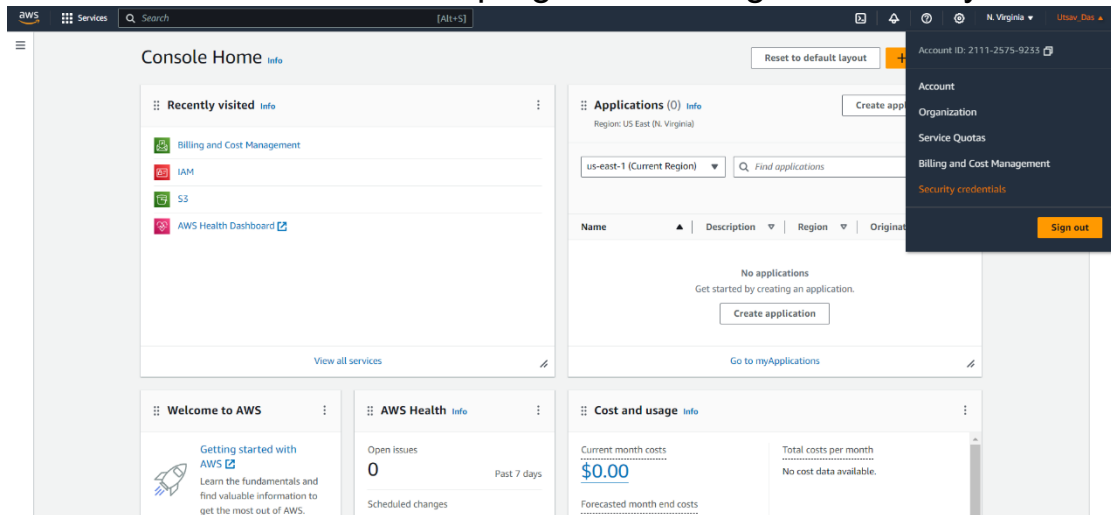 aws Services Search [Alt+S] N. Virginia Utsav_Das
Console Home Info
Reset to default layout +
Account ID: 2111-2575-9233
Account
Organization
Service Quotas
Billing and Cost Management
Security credentials
Sign out
Recently visited Info
Billing and Cost Management
IAM
S3
AWS Health Dashboard
View all services
Applications (0) Info
Create appl
Region: US East (N. Virginia)
us-east-1 (Current Region) Find applications
Name Description Region Originat
No applications
Get started by creating an application.
Create application
Go to myApplications
Welcome to AWS
Getting started with
AWS
Learn the fundamentals and
find valuable information to
get the most out of AWS.
AWS Health Info
Open issues
0 Past 7 days
Scheduled changes
Cost and usage Info
Current month costs
$0.00
Forecasted month end costs
Total costs per month
No cost data available.